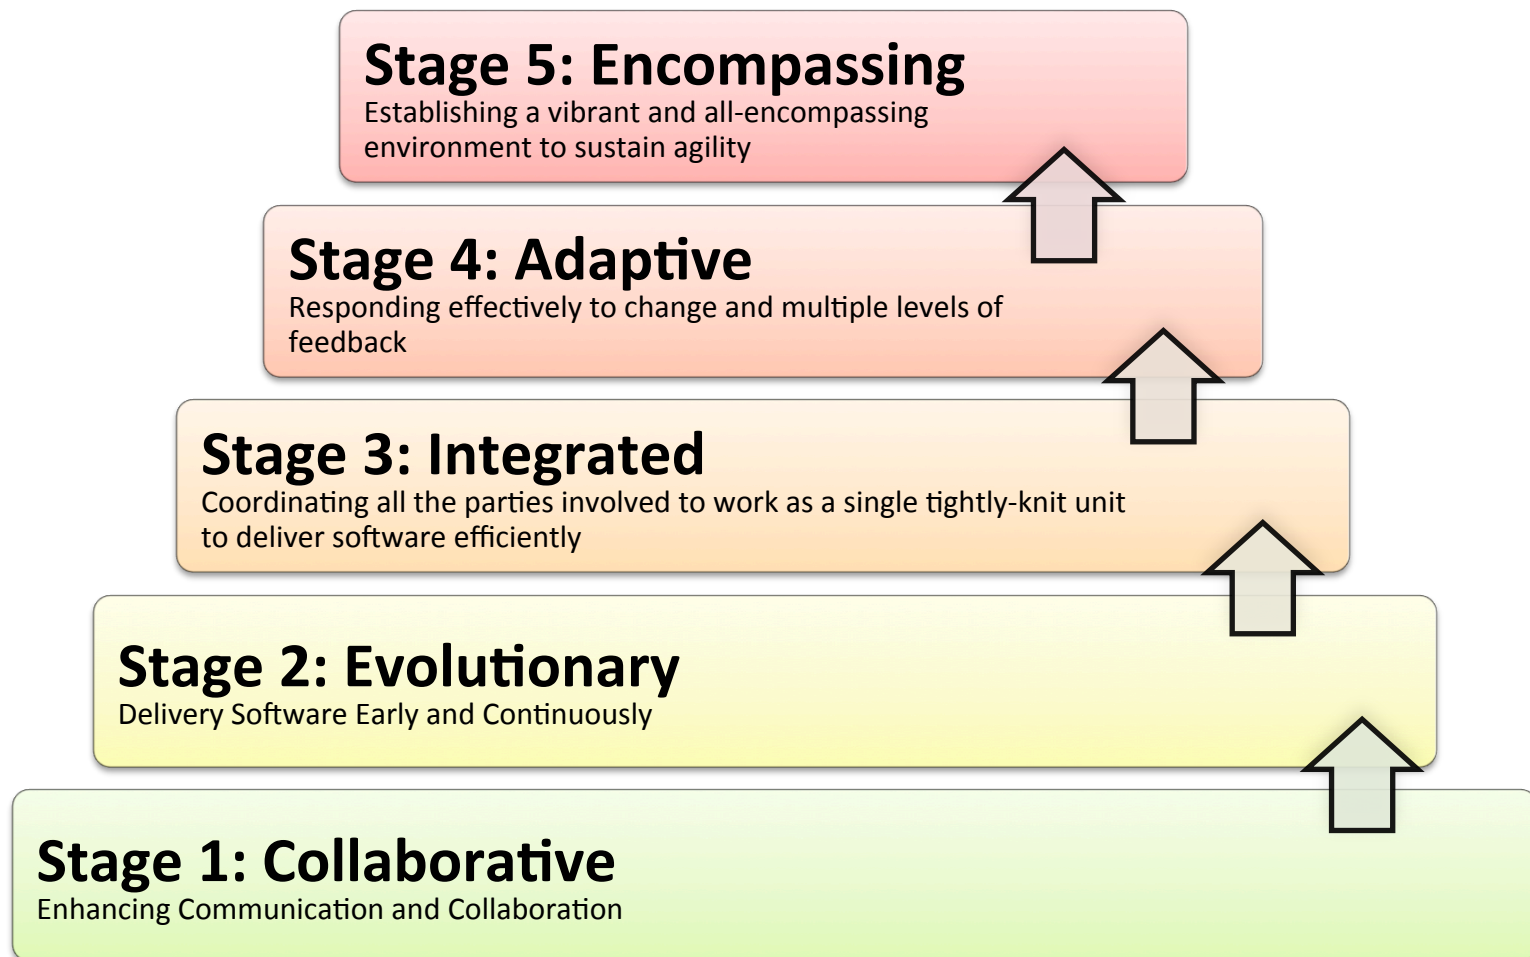 Stage 5: Encompassing
Establishing a vibrant and all-encompassing
environment to sustain agility
Stage 4: Adaptive
Responding effectively to change and multiple levels of
feedback
Stage 3: Integrated
Coordinating all the parties involved to work as a single tightly-knit unit
to deliver software efficiently
Stage 2: Evolutionary
Delivery Software Early and Continuously
Stage 1: Collaborative
Enhancing Communication and Collaboration